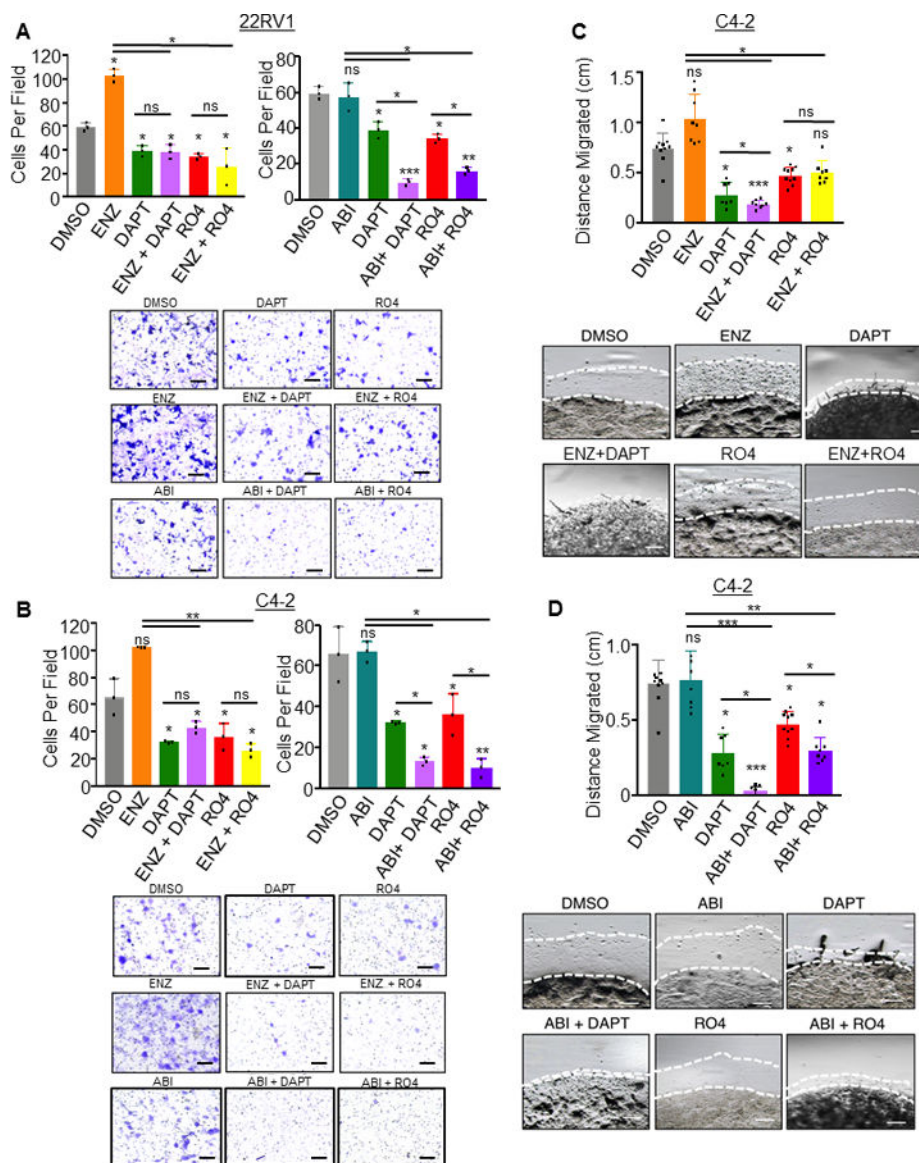 22RV1
A
Cells Per Field
120
100
80
60
40
20
0
*
*
ns
ns
*
*
*
*
DMSO
ENZ
DAPT
ENZ + DAPT
RO4
ENZ + RO4
Cells Per Field
80
60
40
20
0
*
ns
*
*
*
*
***
**
DMSO
ABI
DAPT
ABI+ DAPT
RO4
ABI+ RO4
DMSO
DAPT
RO4
ENZ
ENZ + DAPT
ENZ + RO4
ABI
ABI + DAPT
ABI + RO4
B
C4-2
Cells Per Field
120
100
80
60
40
20
0
**
ns
ns
ns
*
*
*
*
DMSO
ENZ
DAPT
ENZ + DAPT
RO4
ENZ + RO4
Cells Per Field
80
60
40
20
0
*
ns
*
*
*
*
*
**
DMSO
ABI
DAPT
ABI+ DAPT
RO4
ABI+ RO4
DMSO
DAPT
RO4
ENZ
ENZ + DAPT
ENZ + RO4
ABI
ABI + DAPT
ABI + RO4
C
C4-2
Distance Migrated (cm)
1.5
1.0
0.5
0
*
ns
*
ns
*
***
*
ns
DMSO
ENZ
DAPT
ENZ + DAPT
RO4
ENZ + RO4
DMSO
ENZ
DAPT
ENZ+DAPT
RO4
ENZ+RO4
D
C4-2
Distance Migrated (cm)
1.0
0.5
0
**
***
ns
*
*
*
***
*
*
DMSO
ABI
DAPT
ABI+ DAPT
RO4
ABI+ RO4
DMSO
ABI
DAPT
ABI + DAPT
RO4
ABI + RO4